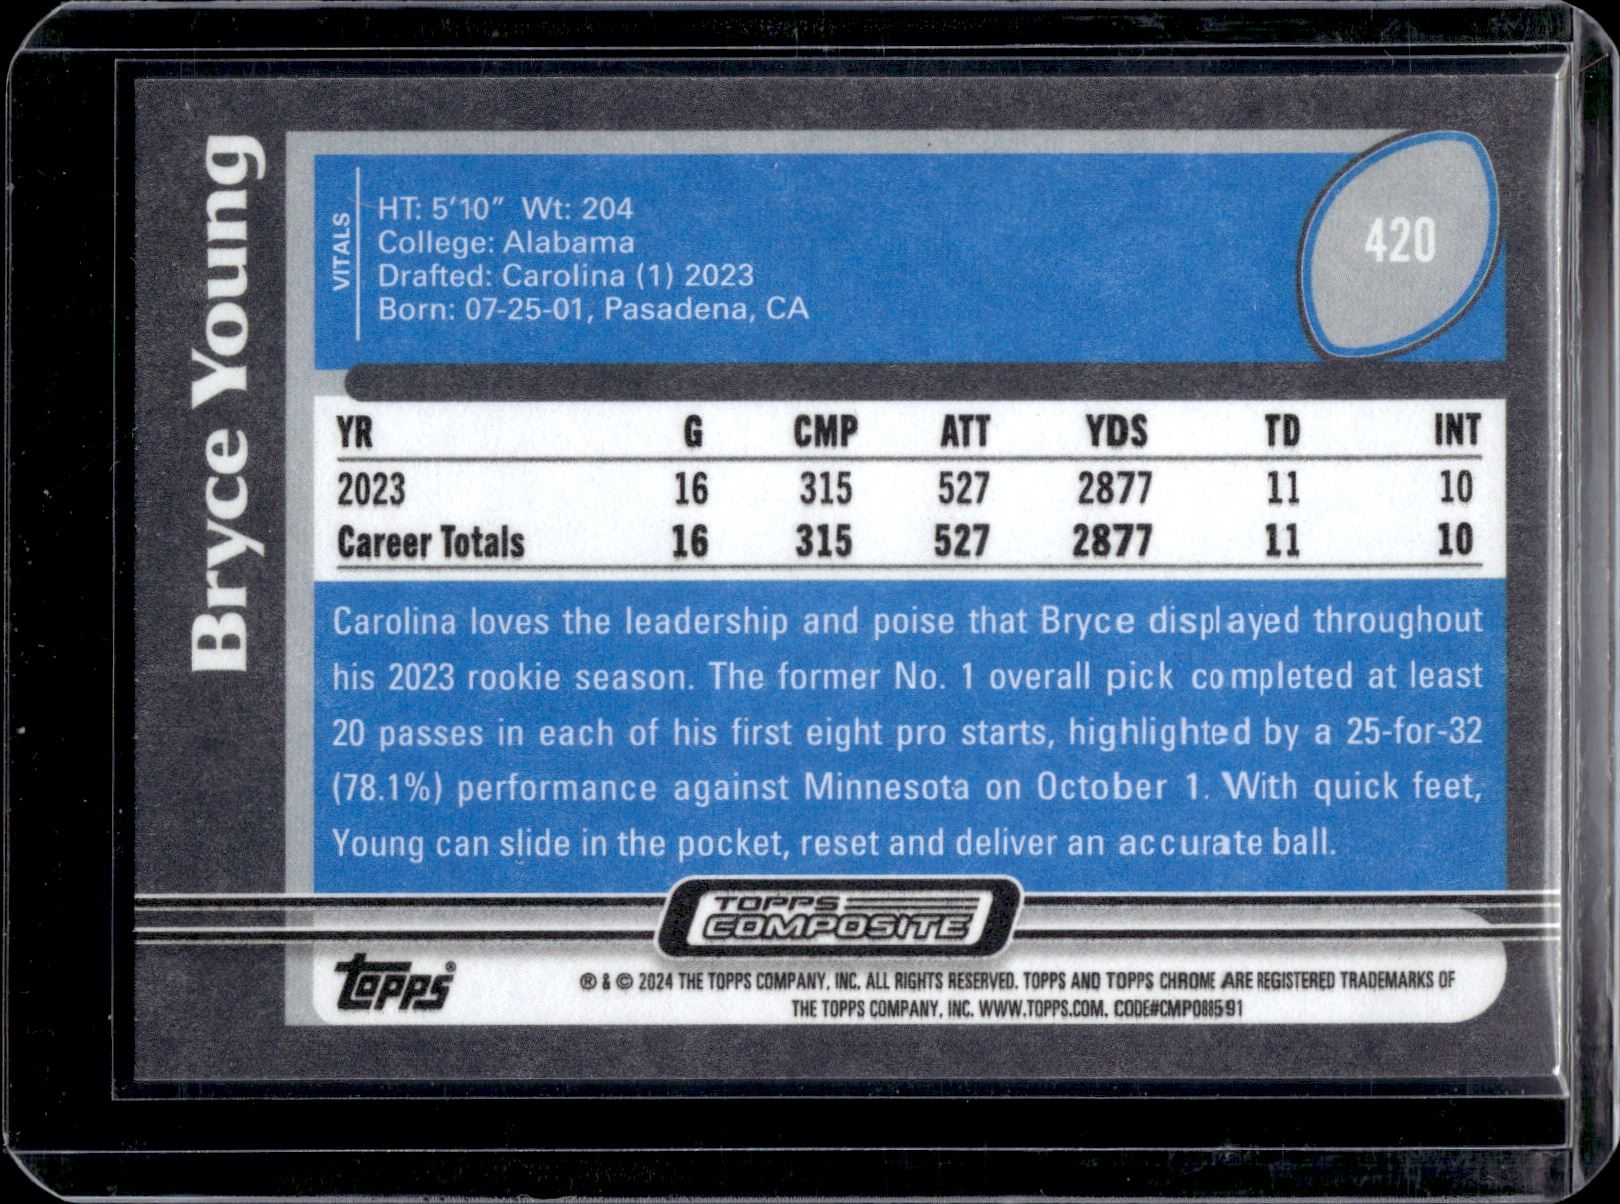 Bryce Young
VITALS
HT: 5'10" Wt: 204
College: Alabama
Drafted: Carolina (1) 2023
Born: 07-25-01, Pasadena, CA
420
YR G CMP ATT YDS TD INT
2023 16 315 527 2877 11 10
Career Totals 16 315 527 2877 11 10
Carolina loves the leadership and poise that Bryce displayed throughout
his 2023 rookie season. The former No. 1 overall pick completed at least
20 passes in each of his first eight pro starts, highlighted by a 25-for-32
(78.1%) performance against Minnesota on October 1. With quick feet,
Young can slide in the pocket, reset and deliver an accurate ball.
TOPPS
COMPOSITE
Topps®
® & © 2024 THE TOPPS COMPANY, INC. ALL RIGHTS RESERVED. TOPPS AND TOPPS CHROME ARE REGISTERED TRADEMARKS OF
THE TOPPS COMPANY, INC. WWW.TOPPS.COM. CODE#CMP088591